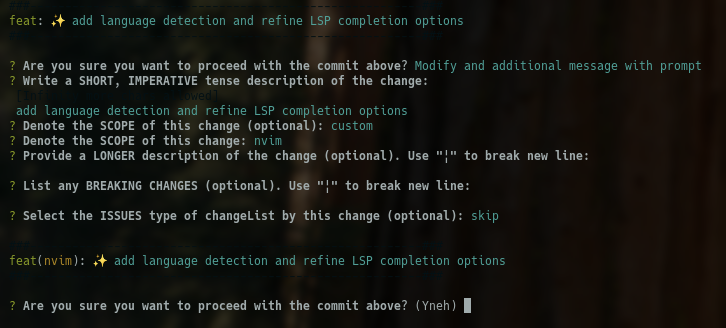 feat: ✨ add language detection and refine LSP completion options
? Are you sure you want to proceed with the commit above? Modify and additional message with prompt
? Write a SHORT, IMPERATIVE tense description of the change:
add language detection and refine LSP completion options
? Denote the SCOPE of this change (optional): custom
? Denote the SCOPE of this change: nvim
? Provide a LONGER description of the change (optional). Use "¦" to break new line:
? List any BREAKING CHANGES (optional). Use "¦" to break new line:
? Select the ISSUES type of changeList by this change (optional): skip
feat(nvim): ✨ add language detection and refine LSP completion options
? Are you sure you want to proceed with the commit above? (Yneh)